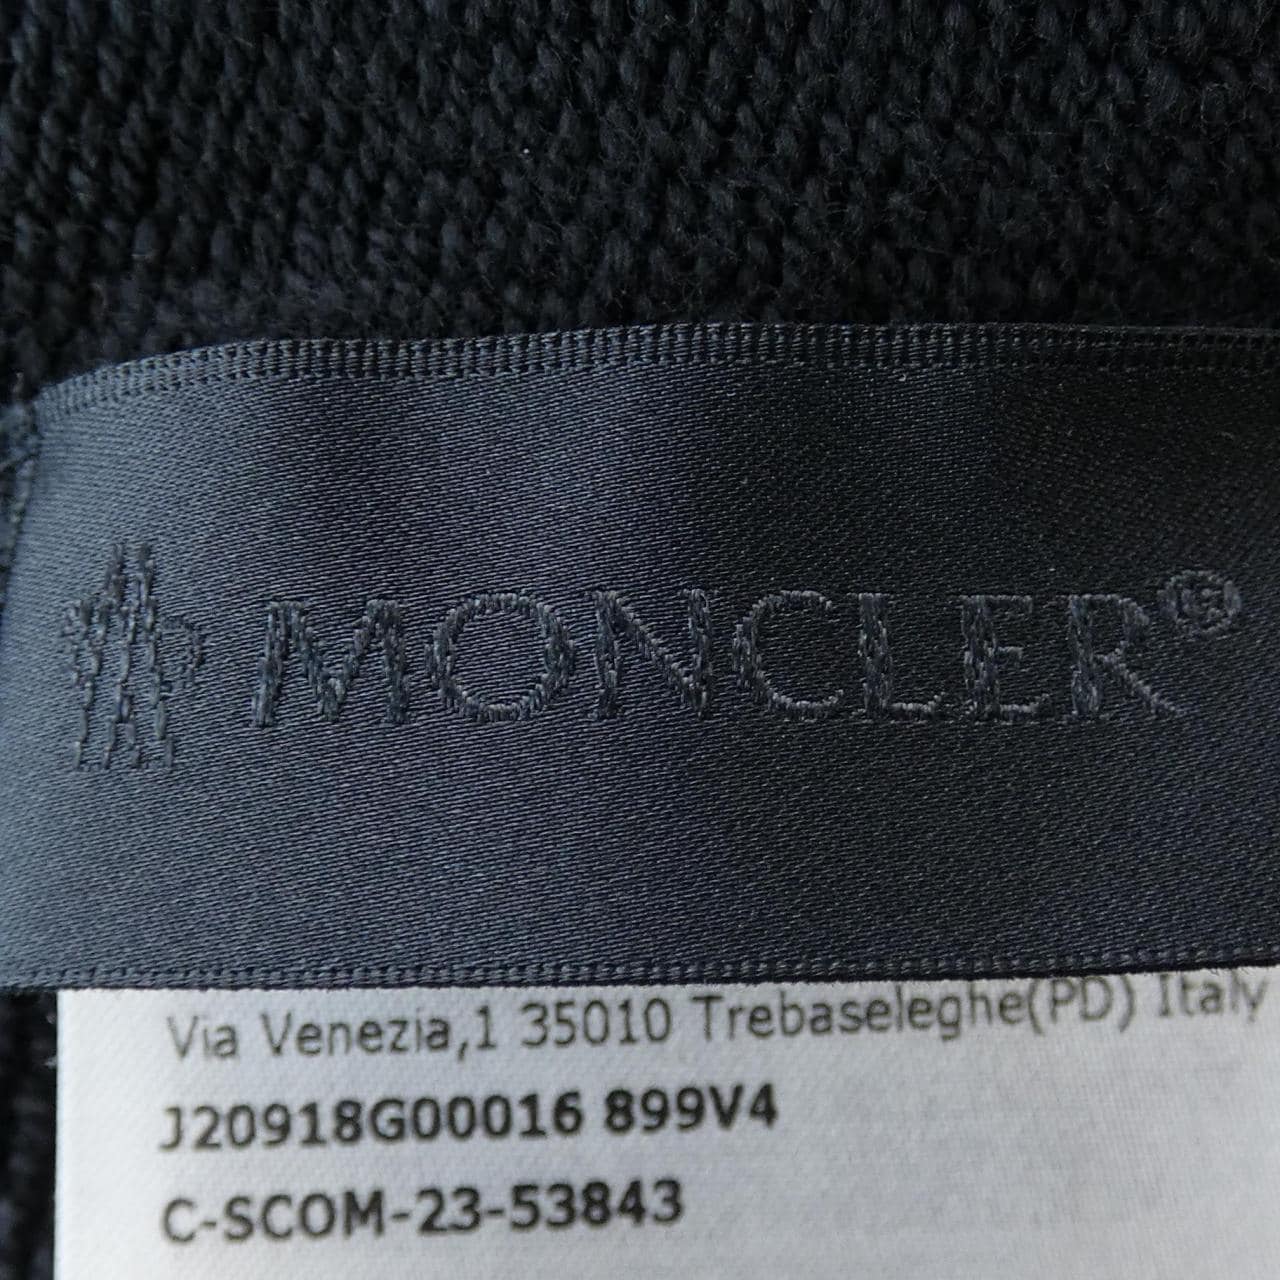 MONCLER®
Via Venezia,1 35010 Trebaseleghe(PD) Italy
J20918G00016 899V4
C-SCOM-23-53843